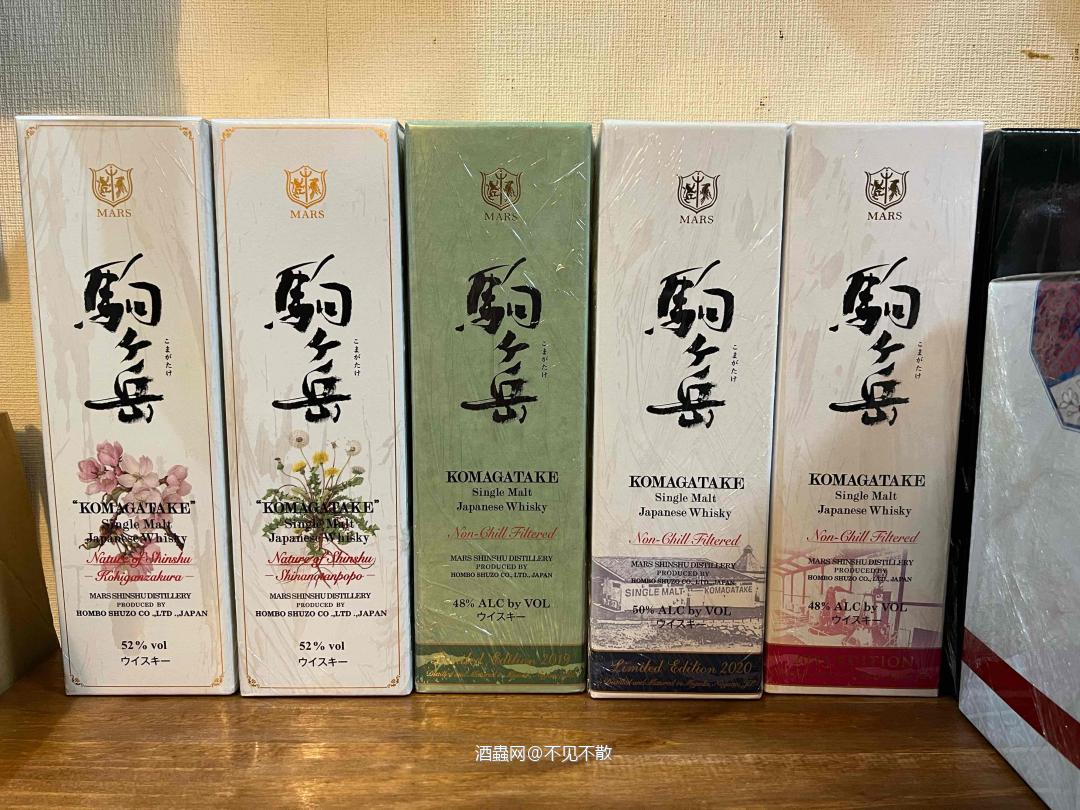 MARS
駒ヶ岳
こまがたけ
"KOMAGATAKE"
Single Malt
Japanese Whisky
Nature of Shinshu
Kohiganzakura
MARS SHINSHU DISTILLERY
PRODUCED BY
HOMBO SHUZO CO.,LTD.,JAPAN
52% vol
ウイスキー
MARS
駒ヶ岳
こまがたけ
"KOMAGATAKE"
Single Malt
Japanese Whisky
Nature of Shinshu
Shinanotanpopo
MARS SHINSHU DISTILLERY
PRODUCED BY
HOMBO SHUZO CO.,LTD.,JAPAN
52% vol
ウイスキー
MARS
駒ヶ岳
こまがたけ
KOMAGATAKE
Single Malt
Japanese Whisky
Non-Chill Filtered
MARS SHINSHU DISTILLERY
PRODUCED BY
HOMBO SHUZO CO., LTD., JAPAN
48% ALC by VOL
ウイスキー
Limited Edition 2019
MARS
駒ヶ岳
こまがたけ
KOMAGATAKE
Single Malt
Japanese Whisky
Non-Chill Filtered
MARS SHINSHU DISTILLERY
PRODUCED BY
HOMBO SHUZO CO., LTD., JAPAN
SINGLE MALT KOMAGATAKE
50% ALC by VOL
ウイスキー
Limited Edition 2020
MARS
駒ヶ岳
こまがたけ
KOMAGATAKE
Single Malt
Japanese Whisky
Non-Chill Filtered
MARS SHINSHU DISTILLERY
PRODUCED BY
HOMBO SHUZO CO., LTD., JAPAN
48% ALC by VOL
ウイスキー
EDITION
酒蟲网@不见不散